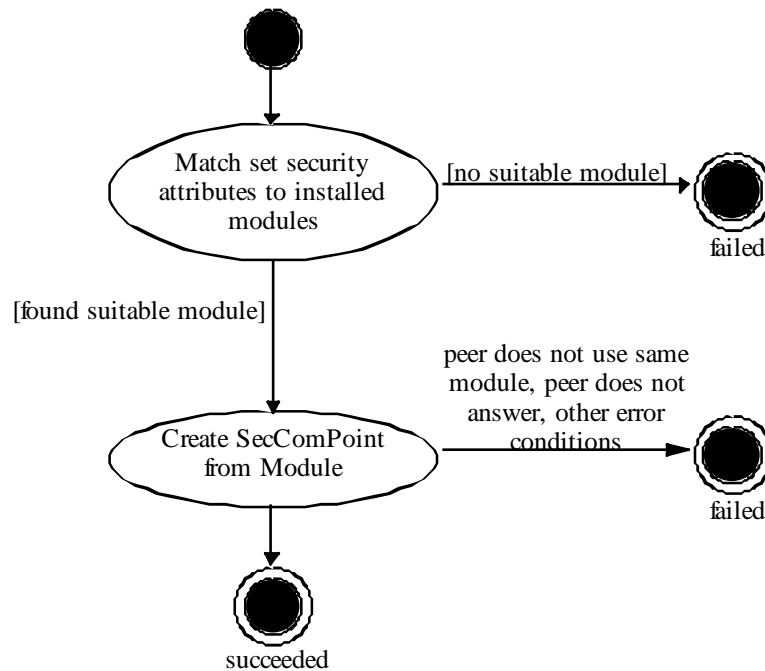 Match set security
attributes to installed
modules
[no suitable module]
failed
[found suitable module]
peer does not use same
module, peer does not
answer, other error
conditions
Create SecComPoint
from Module
failed
succeeded